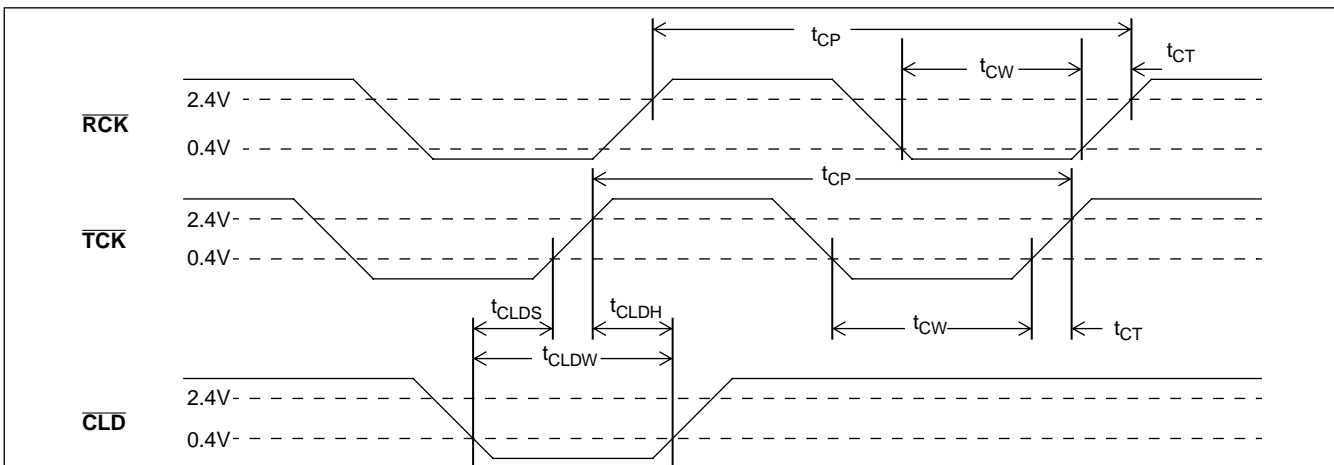 tCP
tCW
tCT
RCK
2.4V
0.4V
tCP
TCK
2.4V
0.4V
tCLDS
tCLDH
tCW
tCT
tCLDW
CLD
2.4V
0.4V